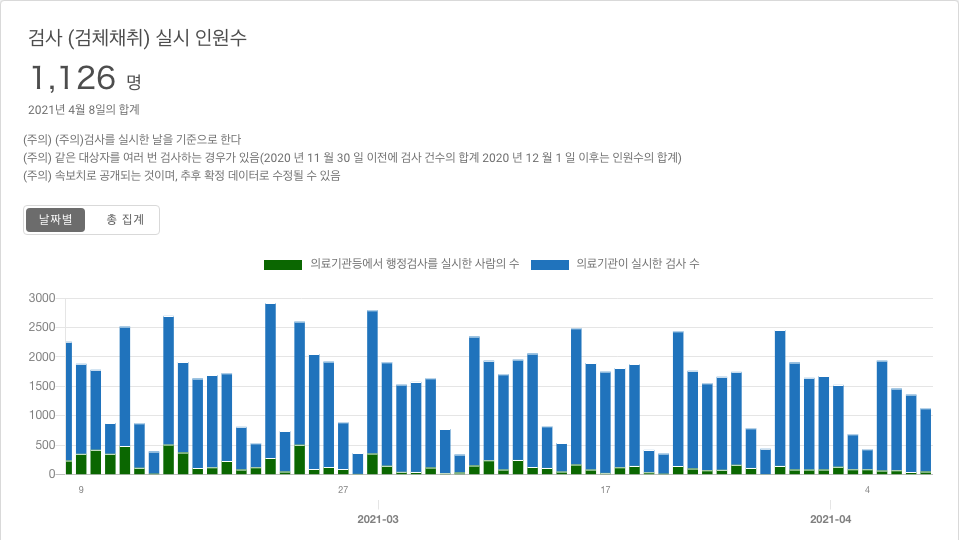 검사 (검체채취) 실시 인원수
1,126 명
2021년 4월 8일의 합계
(주의) (주의)검사를 실시한 날을 기준으로 한다
(주의) 같은 대상자를 여러 번 검사하는 경우가 있음(2020 년 11 월 30 일 이전에 검사 건수의 합계 2020 년 12 월 1 일 이후는 인원수의 합계)
(주의) 속보치로 공개되는 것이며, 추후 확정 데이터로 수정될 수 있음
날짜별 총 집계
의료기관등에서 행정검사를 실시한 사람의 수 의료기관이 실시한 검사 수
3000
2500
2000
1500
1000
500
0
9 27 17 4
2021-03 2021-04